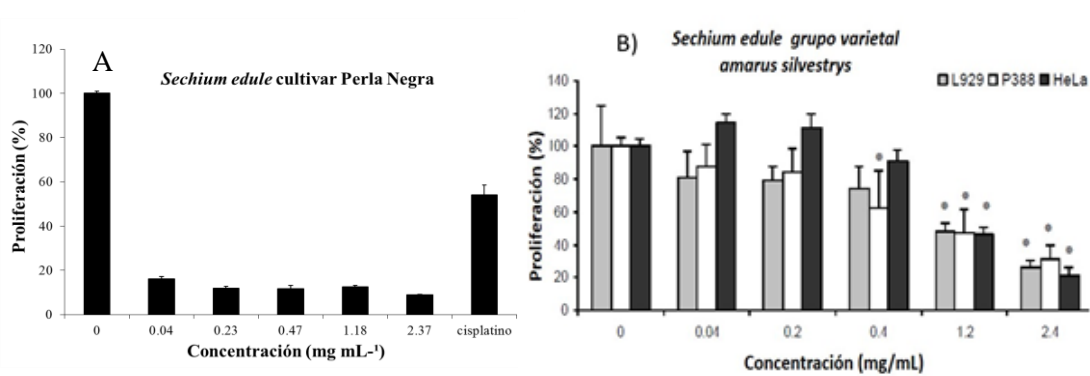 A
Sechium edule cultivar Perla Negra
Proliferación (%)
120
100
80
60
40
20
0
0 0.04 0.23 0.47 1.18 2.37 cisplatino
Concentración (mg mL-¹)
B)
Sechium edule grupo varietal
amarus silvestrys
L929 P388 HeLa
Proliferación (%)
140
120
100
80
60
40
20
0
0 0.04 0.2 0.4 1.2 2.4
Concentración (mg/mL)